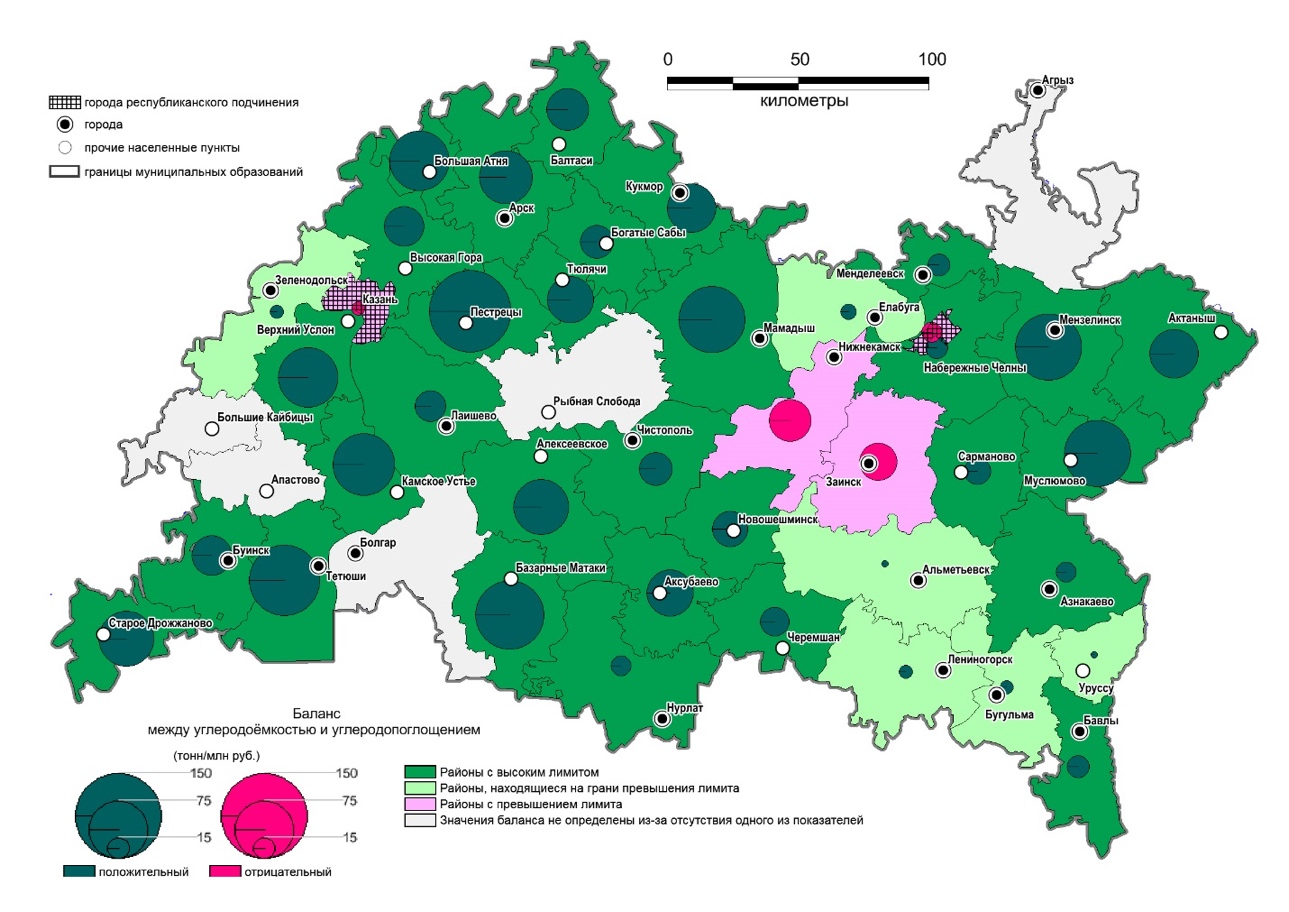 0 50 100
километры
города республиканского подчинения
города
прочие населенные пункты
границы муниципальных образований
Агрыз
Балтаси
Большая Атня
Кукмор
Арск
Богатые Сабы
Высокая Гора
Тюлячи
Менделеевск
Зеленодольск
Казань
Елабуга
Пестрецы
Верхний Услон
Мамадыш
Мензелинск
Актаныш
Нижнекамск
Набережные Челны
Рыбная Слобода
Большие Кайбицы
Лаишево
Чистополь
Алексеевское
Сарманово
Апастово
Камское Устье
Заинск
Муслюмово
Новошешминск
Болгар
Буинск
Тетюши
Базарные Матаки
Аксубаево
Альметьевск
Азнакаево
Старое Дрожжаново
Черемшан
Лениногорск
Уруссу
Бугульма
Нурлат
Бавлы
Баланс
между углеродоёмкостью и углеродопоглощением
(тонн/млн руб.)
150 150
75 75
15 15
положительный отрицательный
Районы с высоким лимитом
Районы, находящиеся на грани превышения лимита
Районы с превышением лимита
Значения баланса не определены из-за отсутствия одного из показателей